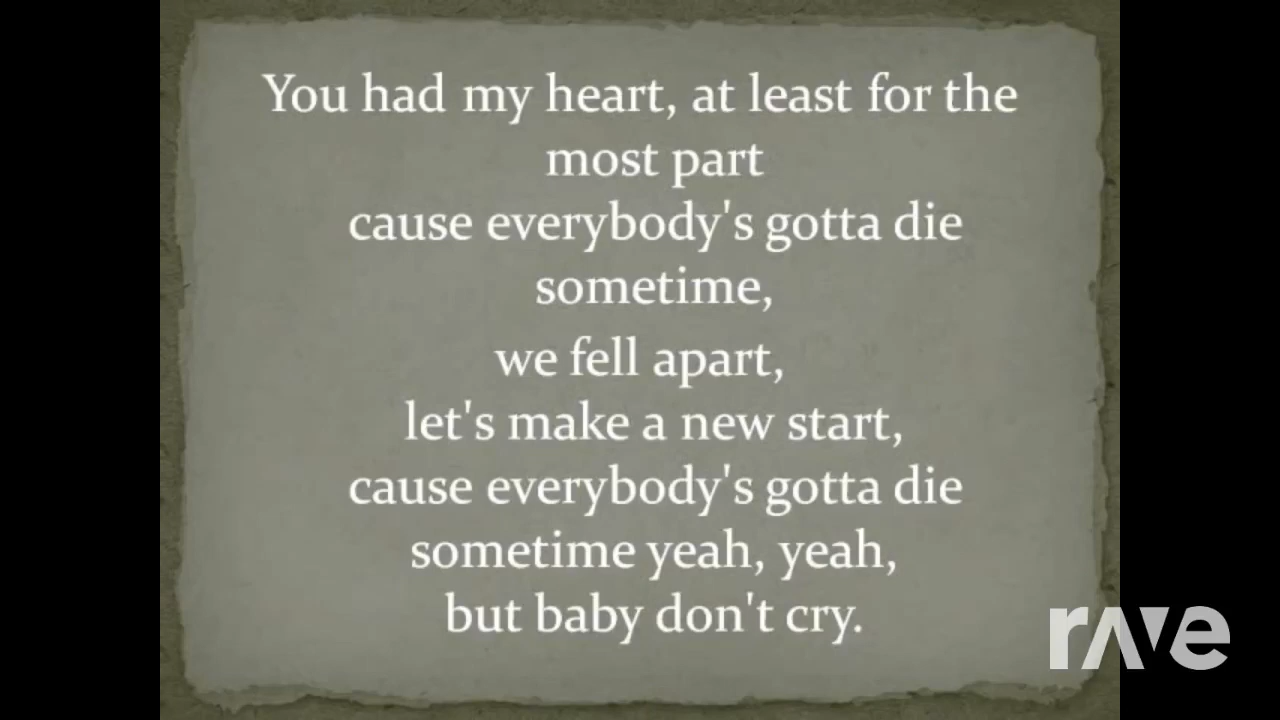 You had my heart, at least for the
most part
cause everybody's gotta die
sometime,
we fell apart,
let's make a new start,
cause everybody's gotta die
sometime yeah, yeah,
but baby don't cry.
rave